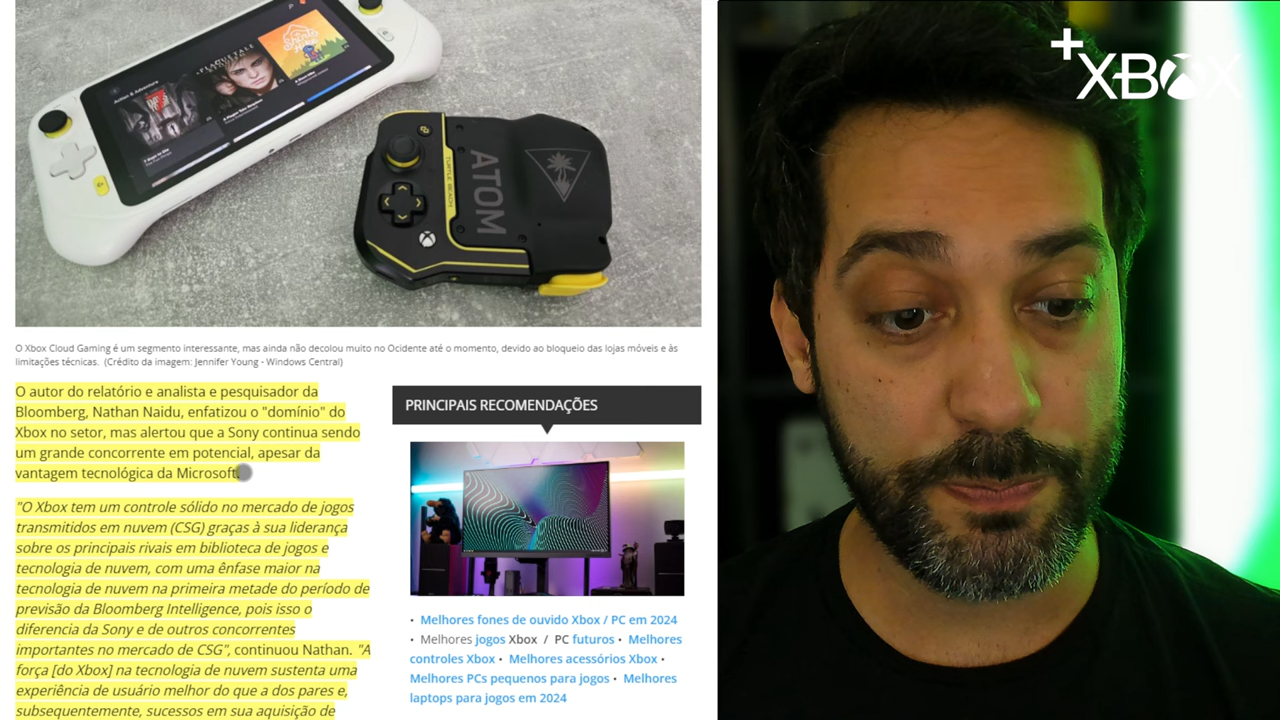 +XBOX
Action & Adventure
ATOM
TURTLE BEACH
O Xbox Cloud Gaming é um segmento interessante, mas ainda não decolou muito no Ocidente até o momento, devido ao bloqueio das lojas móveis e às
limitações técnicas. (Crédito da imagem: Jennifer Young - Windows Central)
O autor do relatório e analista e pesquisador da
Bloomberg, Nathan Naidu, enfatizou o "domínio" do
Xbox no setor, mas alertou que a Sony continua sendo
um grande concorrente em potencial, apesar da
vantagem tecnológica da Microsoft.
"O Xbox tem um controle sólido no mercado de jogos
transmitidos em nuvem (CSG) graças à sua liderança
sobre os principais rivais em biblioteca de jogos e
tecnologia de nuvem, com uma ênfase maior na
tecnologia de nuvem na primeira metade do período de
previsão da Bloomberg Intelligence, pois isso o
diferencia da Sony e de outros concorrentes
importantes no mercado de CSG", continuou Nathan. "A
força [do Xbox] na tecnologia de nuvem sustenta uma
experiência de usuário melhor do que a dos pares e,
subsequentemente, sucessos em sua aquisição de
PRINCIPAIS RECOMENDAÇÕES
• Melhores fones de ouvido Xbox / PC em 2024
• Melhores jogos Xbox / PC futuros • Melhores
controles Xbox • Melhores acessórios Xbox •
Melhores PCs pequenos para jogos • Melhores
laptops para jogos em 2024